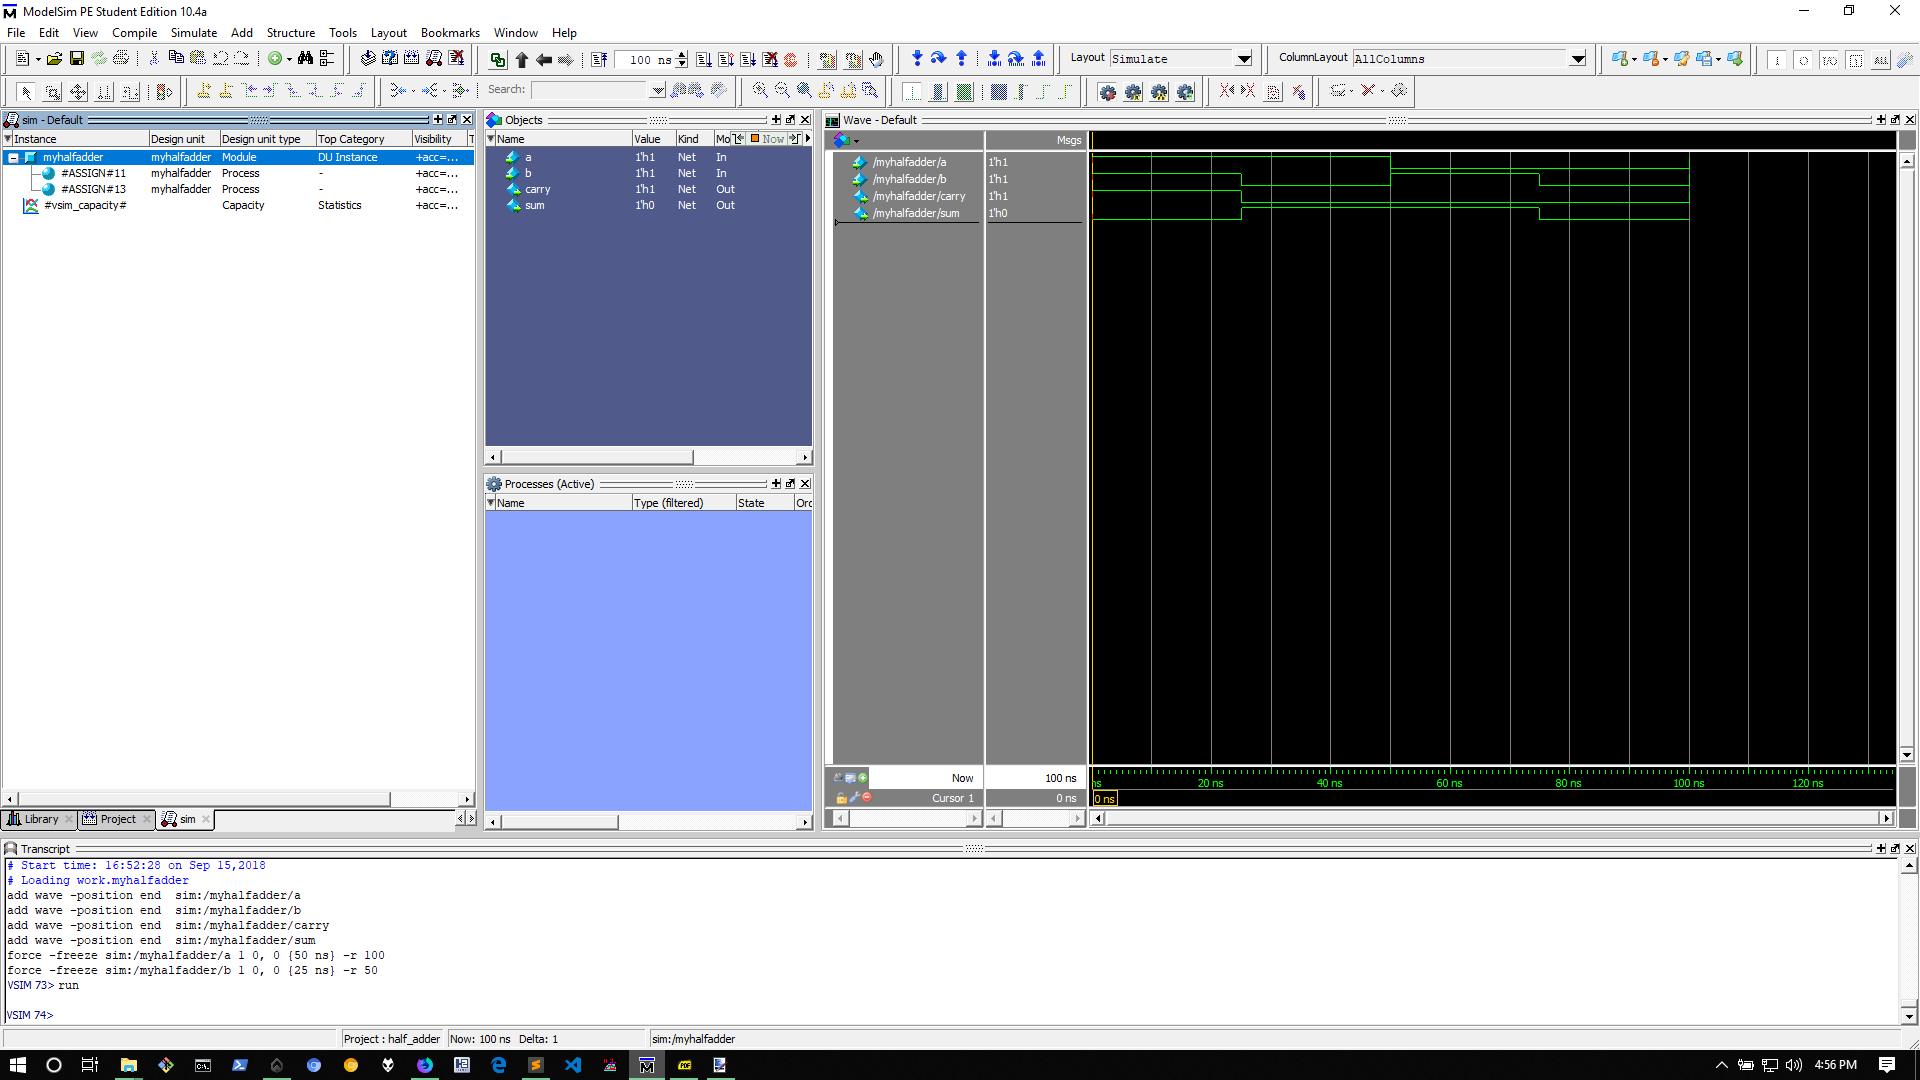 ModelSim PE Student Edition 10.4a
File Edit View Compile Simulate Add Structure Tools Layout Bookmarks Window Help
100 ns
Layout Simulate
ColumnLayout AllColumns
Search:
sim - Default
Instance Design unit Design unit type Top Category Visibility T
myhalfadder myhalfadder Module DU Instance +acc=...
#ASSIGN#11 myhalfadder Process - +acc=...
#ASSIGN#13 myhalfadder Process - +acc=...
#vsim_capacity# Capacity Statistics +acc=...
Library Project sim
Objects
Name Value Kind Mo Now
a 1'h1 Net In
b 1'h1 Net In
carry 1'h1 Net Out
sum 1'h0 Net Out
Processes (Active)
Name Type (filtered) State Orc
Wave - Default
Msgs
/myhalfadder/a 1'h1
/myhalfadder/b 1'h1
/myhalfadder/carry 1'h1
/myhalfadder/sum 1'h0
Now 100 ns
Cursor 1 0 ns
ns 20 ns 40 ns 60 ns 80 ns 100 ns 120 ns
0 ns
Transcript
# Start time: 16:52:28 on Sep 15,2018
# Loading work.myhalfadder
add wave -position end  sim:/myhalfadder/a
add wave -position end  sim:/myhalfadder/b
add wave -position end  sim:/myhalfadder/carry
add wave -position end  sim:/myhalfadder/sum
force -freeze sim:/myhalfadder/a 1 0, 0 {50 ns} -r 100
force -freeze sim:/myhalfadder/b 1 0, 0 {25 ns} -r 50
VSIM 73> run
VSIM 74>
Project : half_adder Now: 100 ns Delta: 1 sim:/myhalfadder
4:56 PM